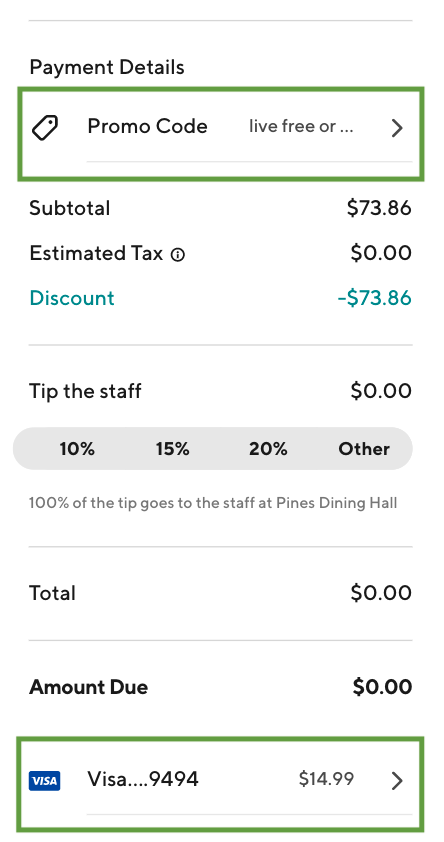 Payment Details
Promo Code live free or ...
Subtotal $73.86
Estimated Tax $0.00
Discount -$73.86
Tip the staff $0.00
10% 15% 20% Other
100% of the tip goes to the staff at Pines Dining Hall
Total $0.00
Amount Due $0.00
VISA Visa....9494 $14.99